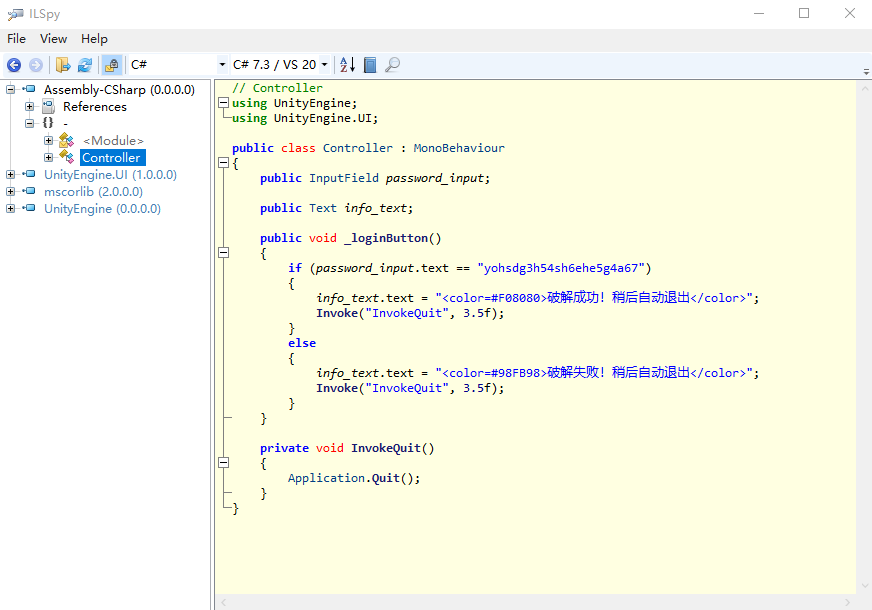 ILSpy
File View Help
C# C# 7.3 / VS 20
Assembly-CSharp (0.0.0.0)
References
{} -
<Module>
Controller
UnityEngine.UI (1.0.0.0)
mscorlib (2.0.0.0)
UnityEngine (0.0.0.0)
// Controller
using UnityEngine;
using UnityEngine.UI;
public class Controller : MonoBehaviour
{
public InputField password_input;
public Text info_text;
public void _loginButton()
{
if (password_input.text == "yohsdg3h54sh6ehe5g4a67")
{
info_text.text = "<color=#F08080>破解成功！稍后自动退出</color>";
Invoke("InvokeQuit", 3.5f);
}
else
{
info_text.text = "<color=#98FB98>破解失败！稍后自动退出</color>";
Invoke("InvokeQuit", 3.5f);
}
}
private void InvokeQuit()
{
Application.Quit();
}
}